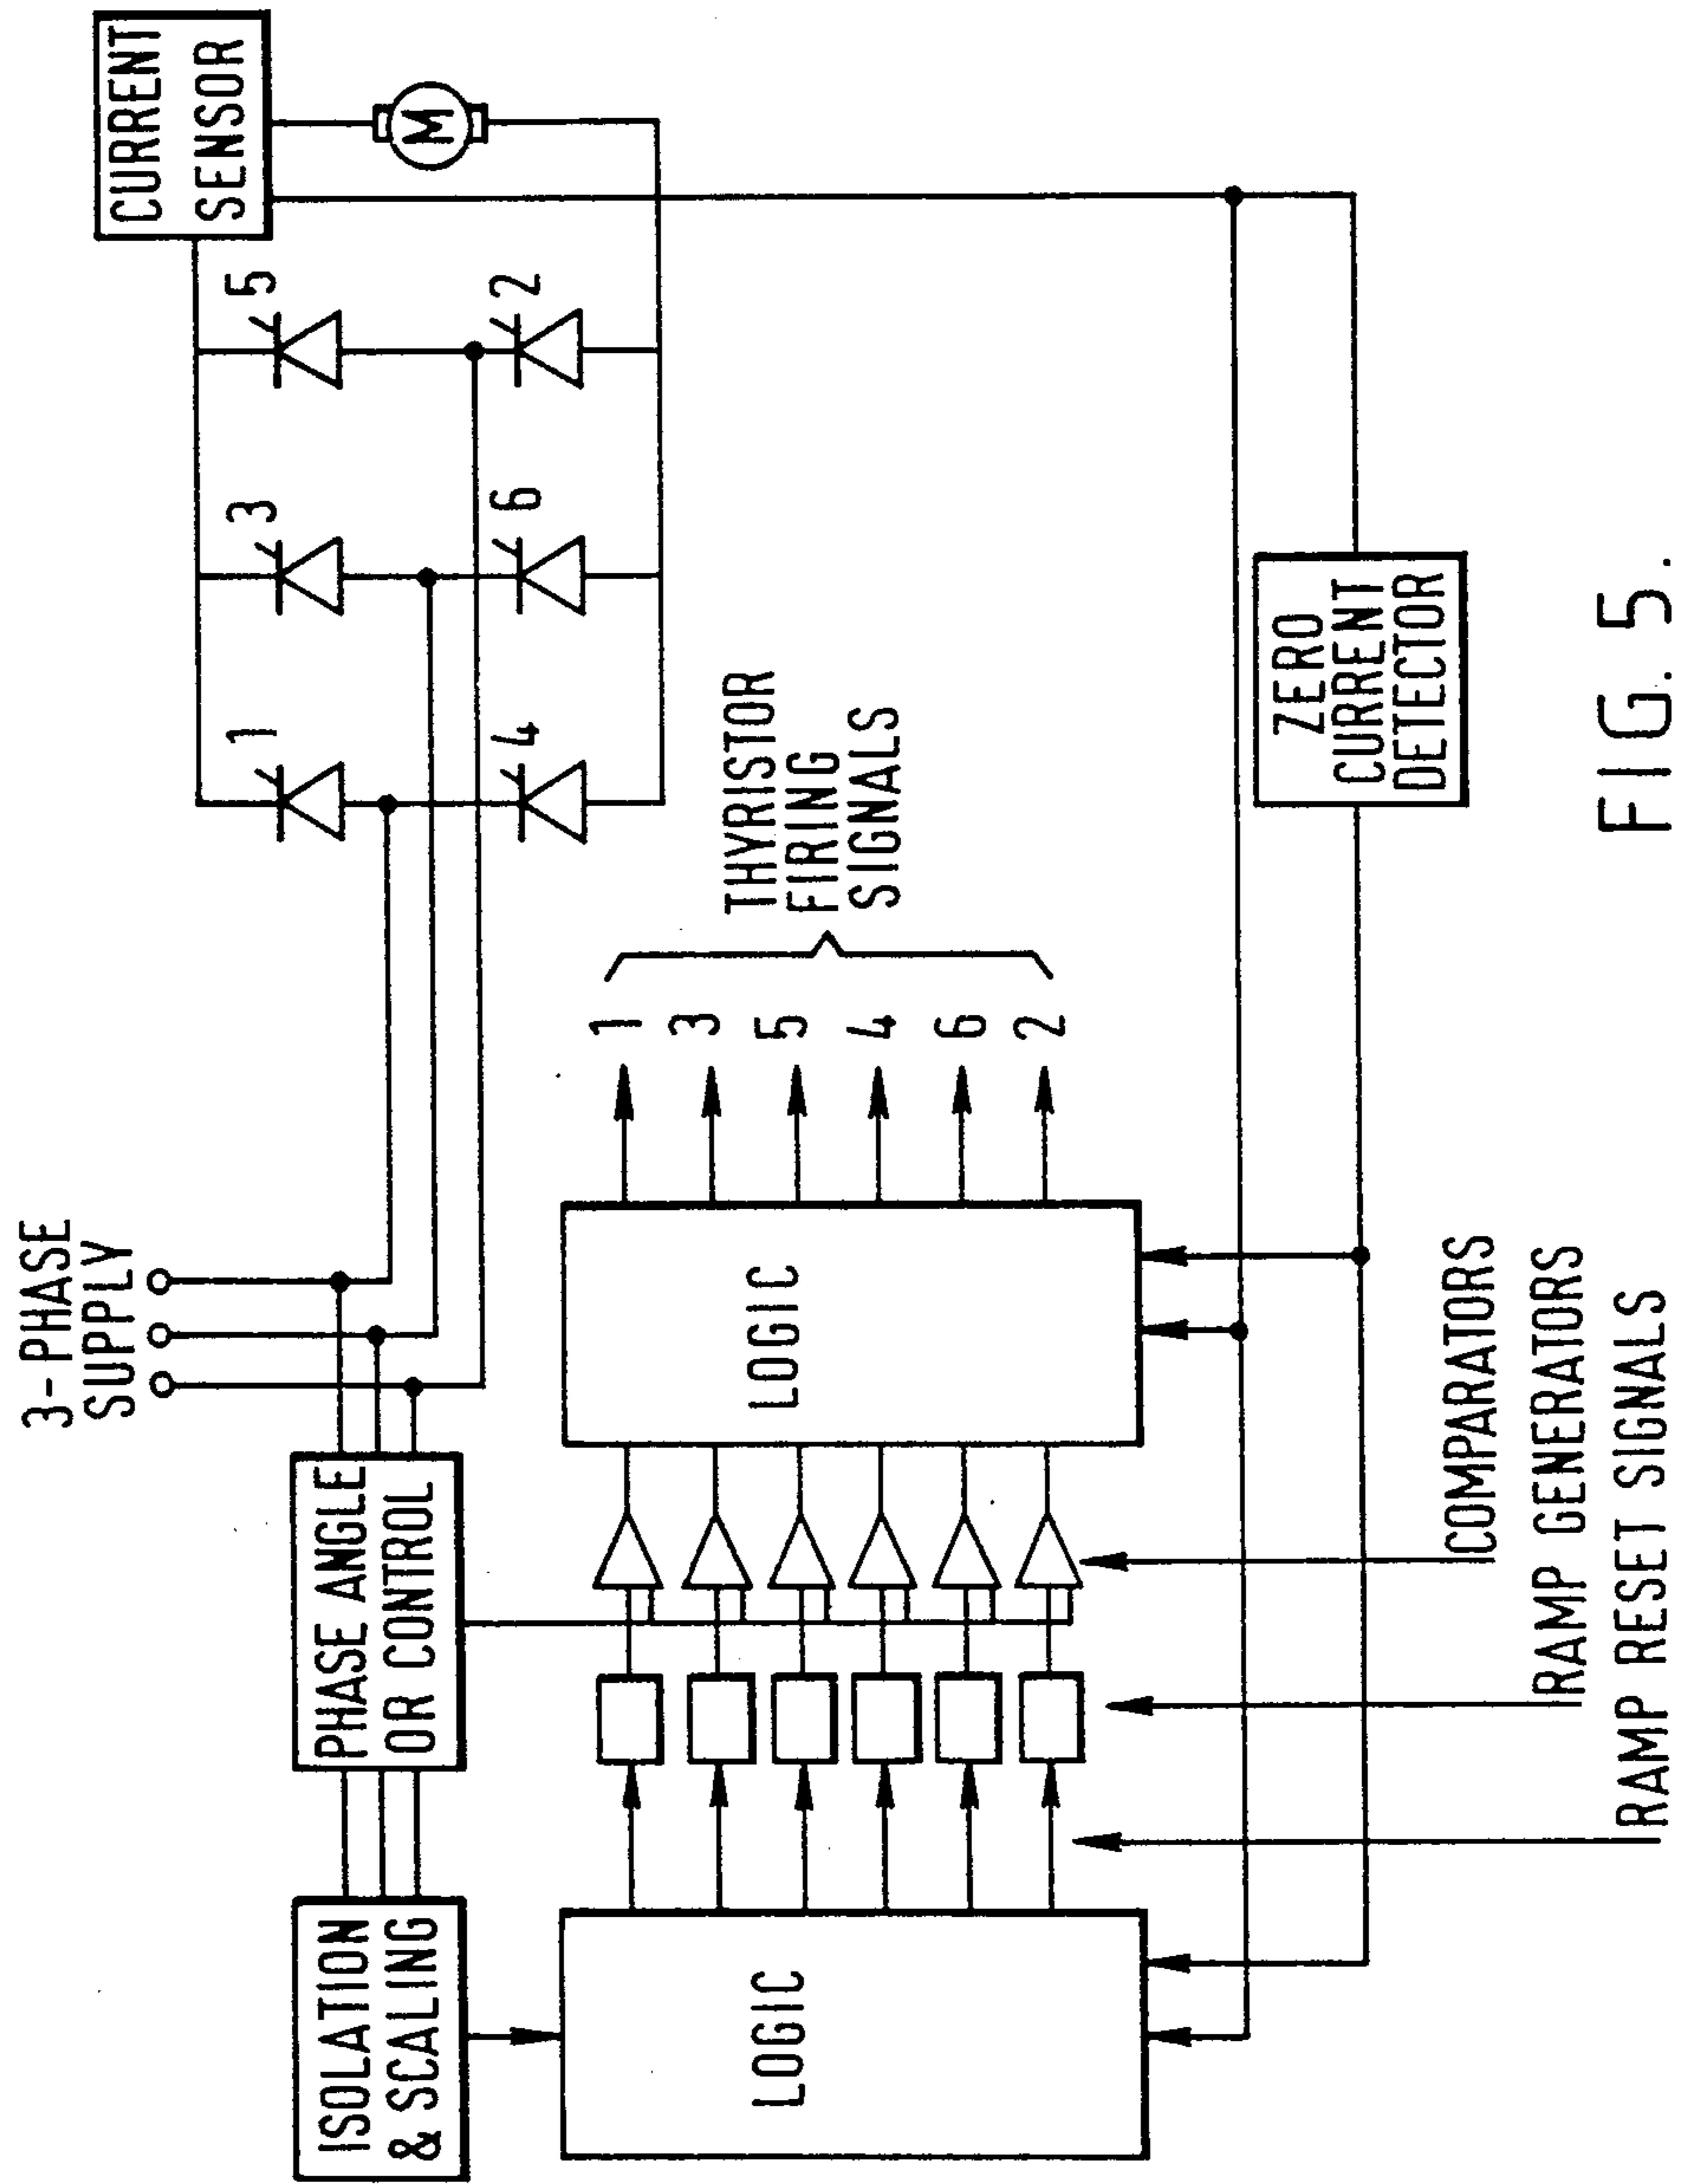 3-PHASE
SUPPLY
CURRENT
SENSOR
ISOLATION
& SCALING
PHASE ANGLE
OR CONTROL
1
3
5
4
6
2
M
LOGIC
LOGIC
1
3
5
4
6
2
THYRISTOR
FIRING
SIGNALS
ZERO
CURRENT
DETECTOR
COMPARATORS
RAMP GENERATORS
RAMP RESET SIGNALS
FIG. 5.